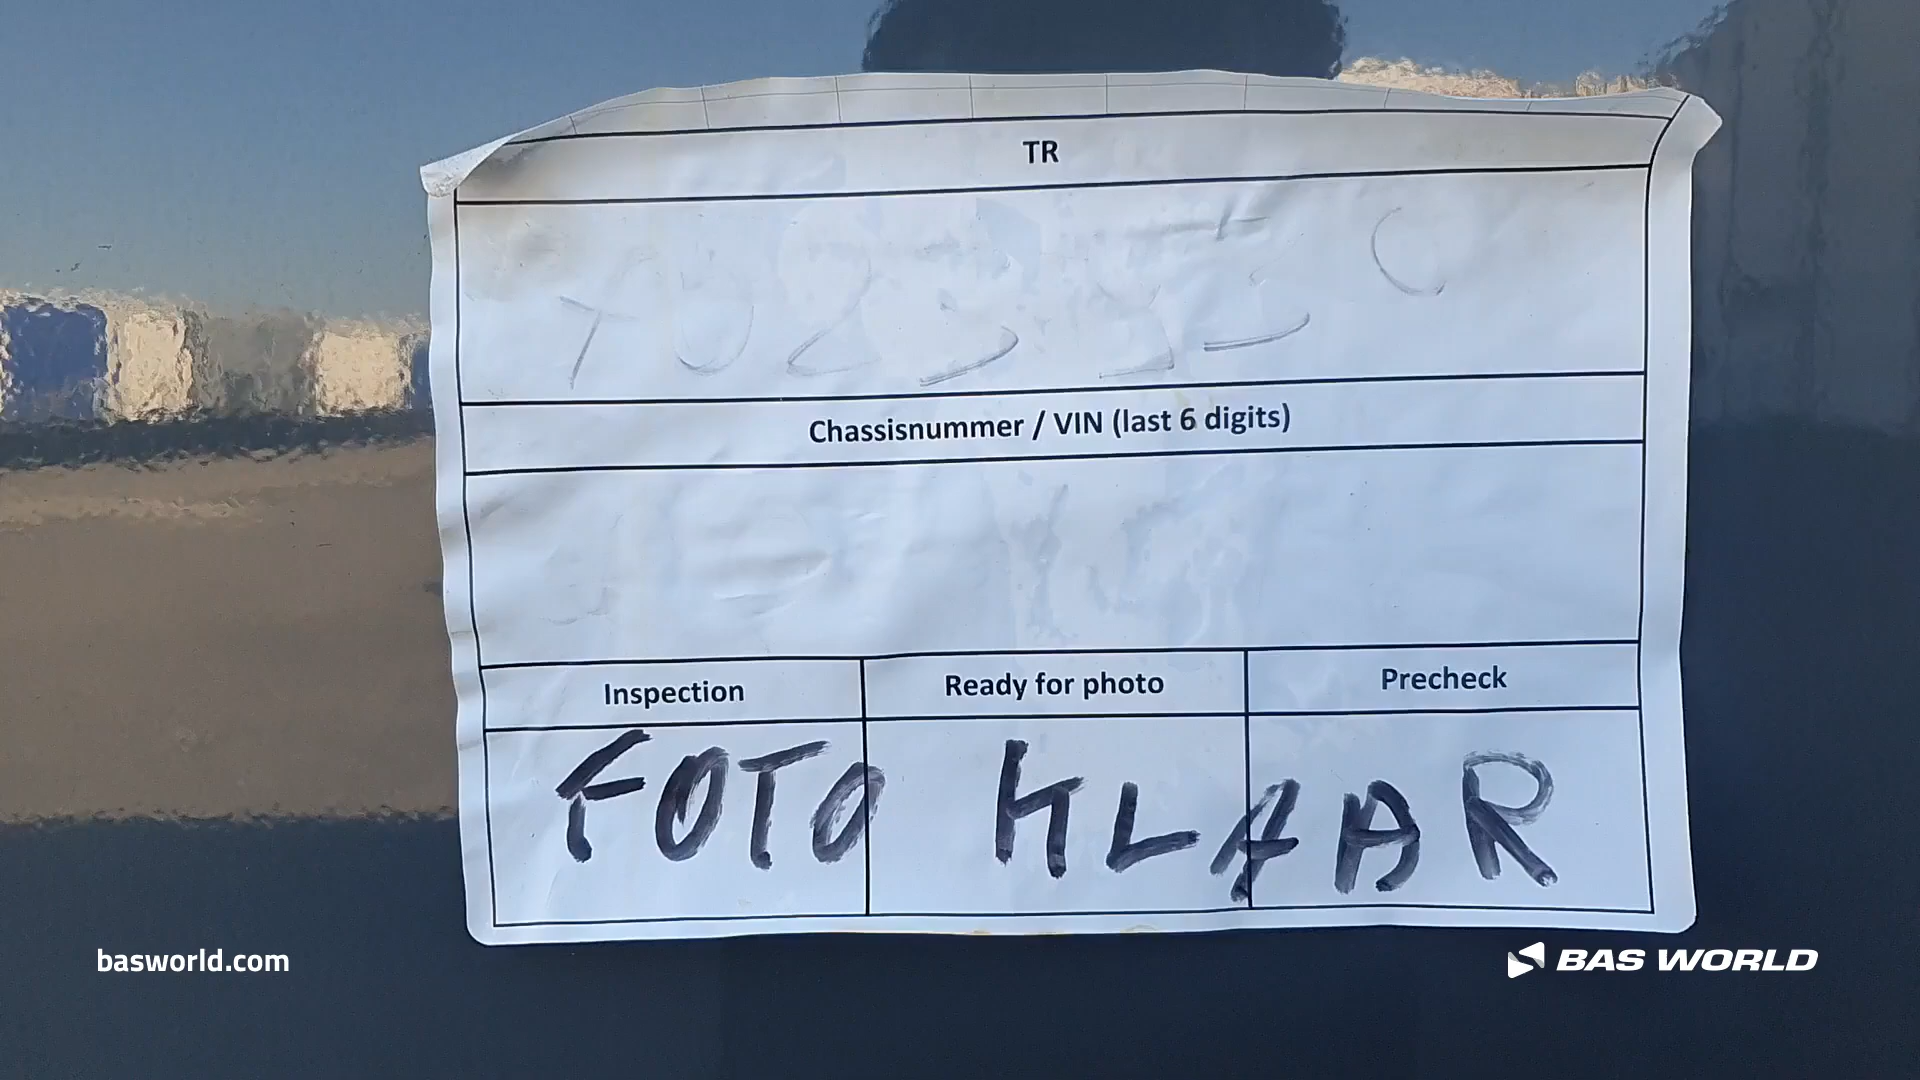 TR
Chassisnummer / VIN (last 6 digits)
Inspection Ready for photo Precheck
FOTO KLAAR
basworld.com BAS WORLD